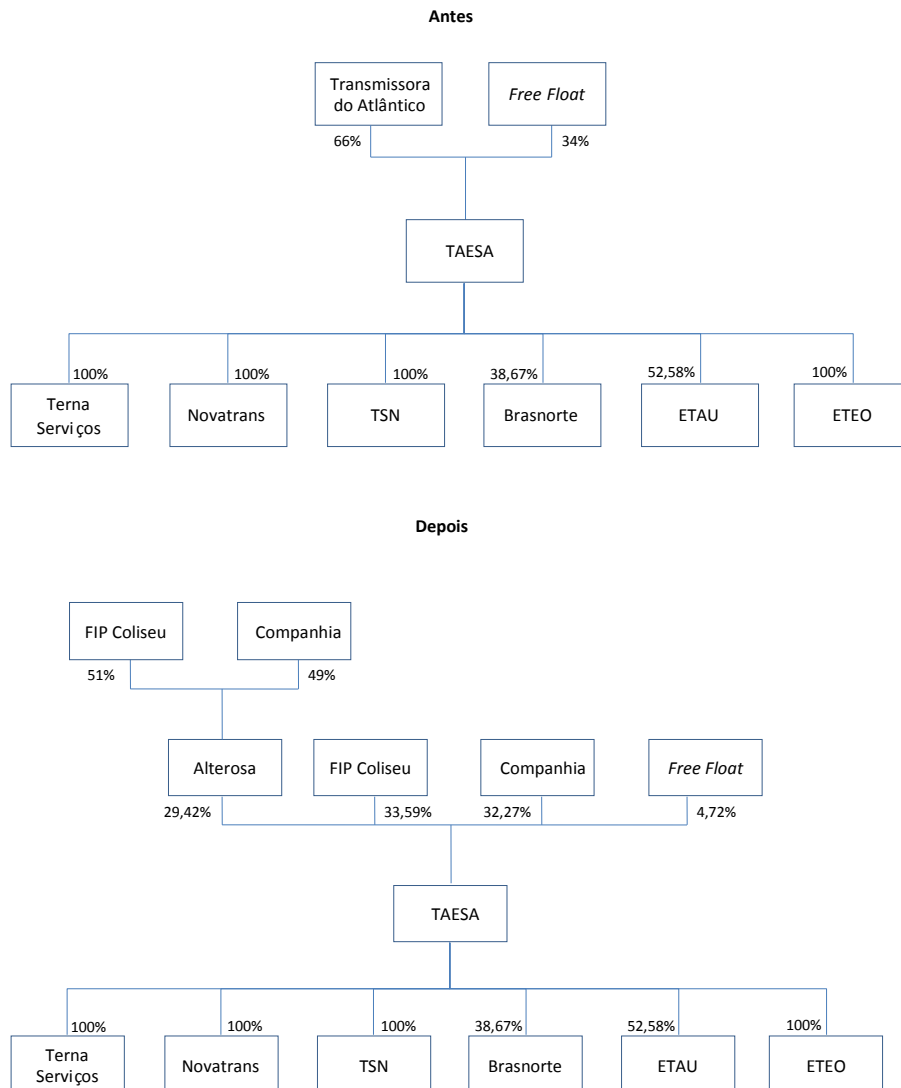 Antes
Transmissora
do Atlântico
Free Float
66%
34%
TAESA
100%
100%
100%
38,67%
52,58%
100%
Terna
Serviços
Novatrans
TSN
Brasnorte
ETAU
ETEO
Depois
FIP Coliseu
Companhia
51%
49%
Alterosa
FIP Coliseu
Companhia
Free Float
29,42%
33,59%
32,27%
4,72%
TAESA
100%
100%
100%
38,67%
52,58%
100%
Terna
Serviços
Novatrans
TSN
Brasnorte
ETAU
ETEO